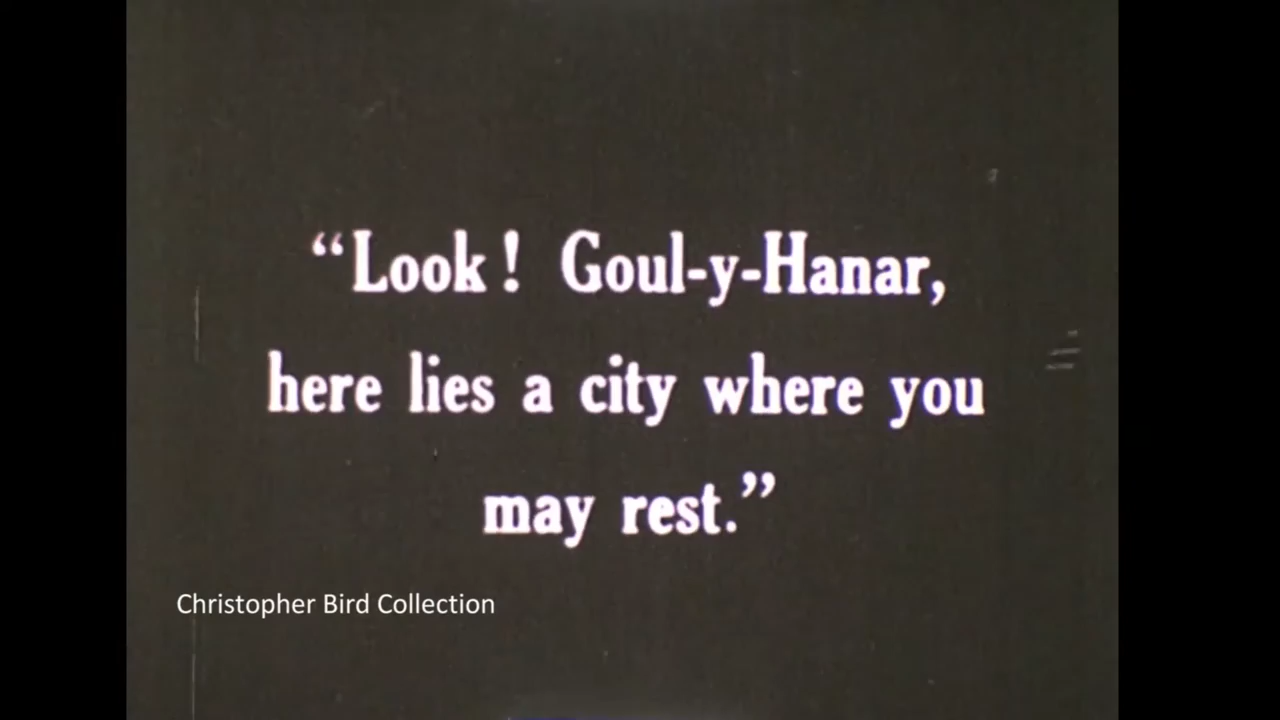 “Look! Goul-y-Hanar,
here lies a city where you
may rest.”
Christopher Bird Collection